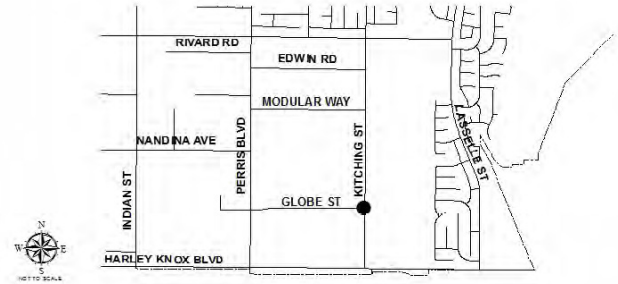 RIVARD RD
EDWIN RD
MODULAR WAY
NANDINA AVE
PERRIS BLVD
KITCHING ST
LASSELLE ST
INDIAN ST
GLOBE ST
N
W E
S
NOT TO SCALE
HARLEY KNOX BLVD